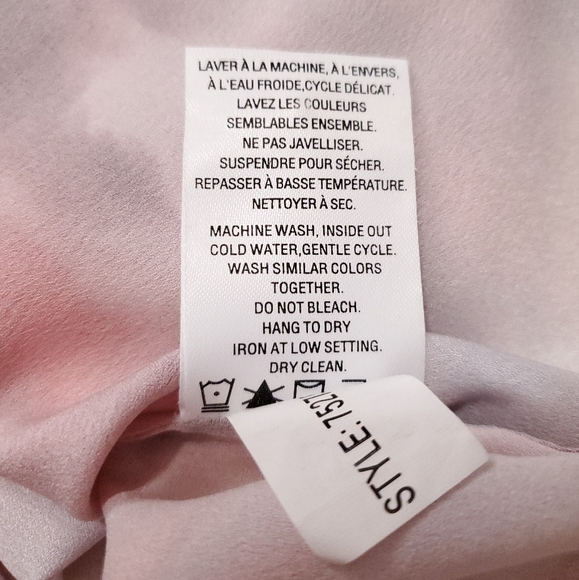 LAVER À LA MACHINE, À L'ENVERS,
À L'EAU FROIDE,CYCLE DÉLICAT.
LAVEZ LES COULEURS
SEMBLABLES ENSEMBLE.
NE PAS JAVELLISER.
SUSPENDRE POUR SÉCHER.
REPASSER À BASSE TEMPÉRATURE.
NETTOYER À SEC.
MACHINE WASH, INSIDE OUT
COLD WATER,GENTLE CYCLE.
WASH SIMILAR COLORS
TOGETHER.
DO NOT BLEACH.
HANG TO DRY
IRON AT LOW SETTING.
DRY CLEAN.
STYLE: